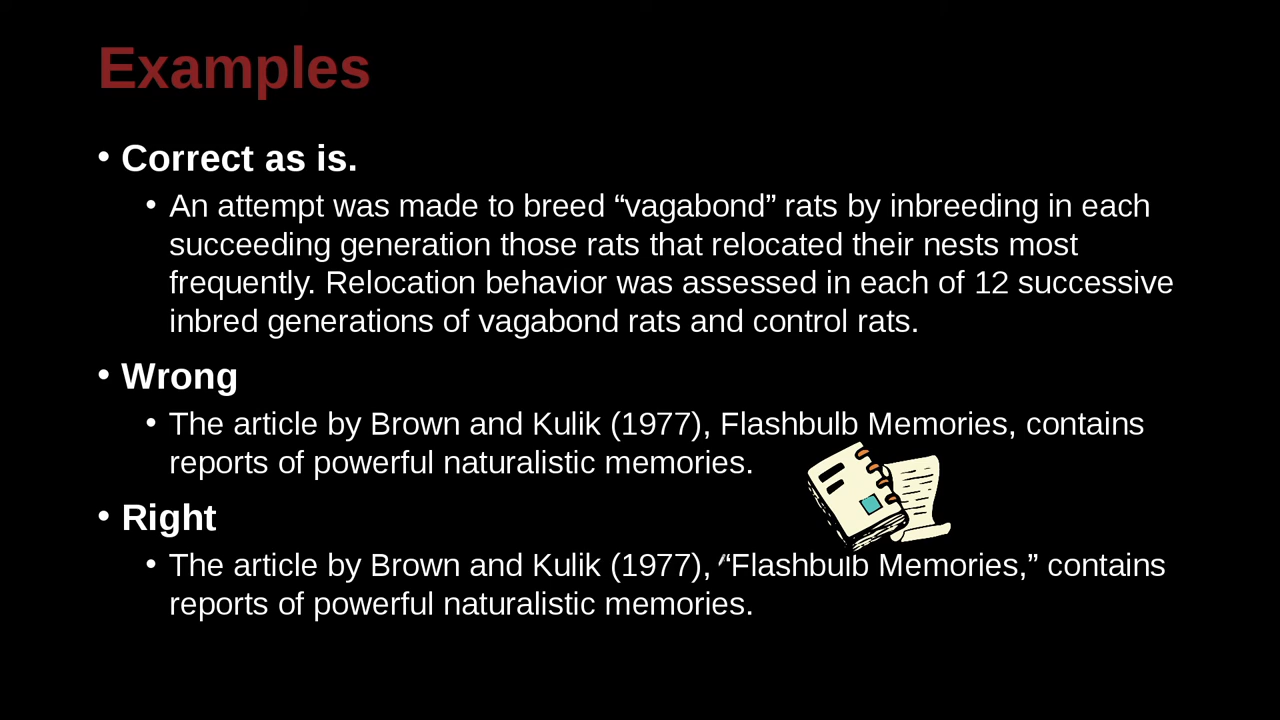 Examples
• Correct as is.
• An attempt was made to breed “vagabond” rats by inbreeding in each
succeeding generation those rats that relocated their nests most
frequently. Relocation behavior was assessed in each of 12 successive
inbred generations of vagabond rats and control rats.
• Wrong
• The article by Brown and Kulik (1977), Flashbulb Memories, contains
reports of powerful naturalistic memories.
• Right
• The article by Brown and Kulik (1977), “Flashbulb Memories,” contains
reports of powerful naturalistic memories.